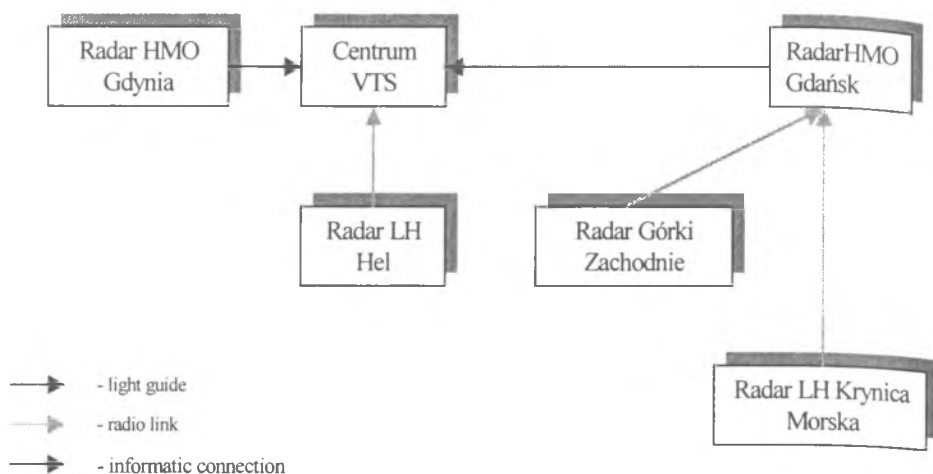 Radar HMO
Gdynia
Centrum
VTS
RadarHMO
Gdańsk
Radar LH
Hel
Radar Górki
Zachodnie
Radar LH Krynica
Morska
- light guide
- radio link
- informatic connection